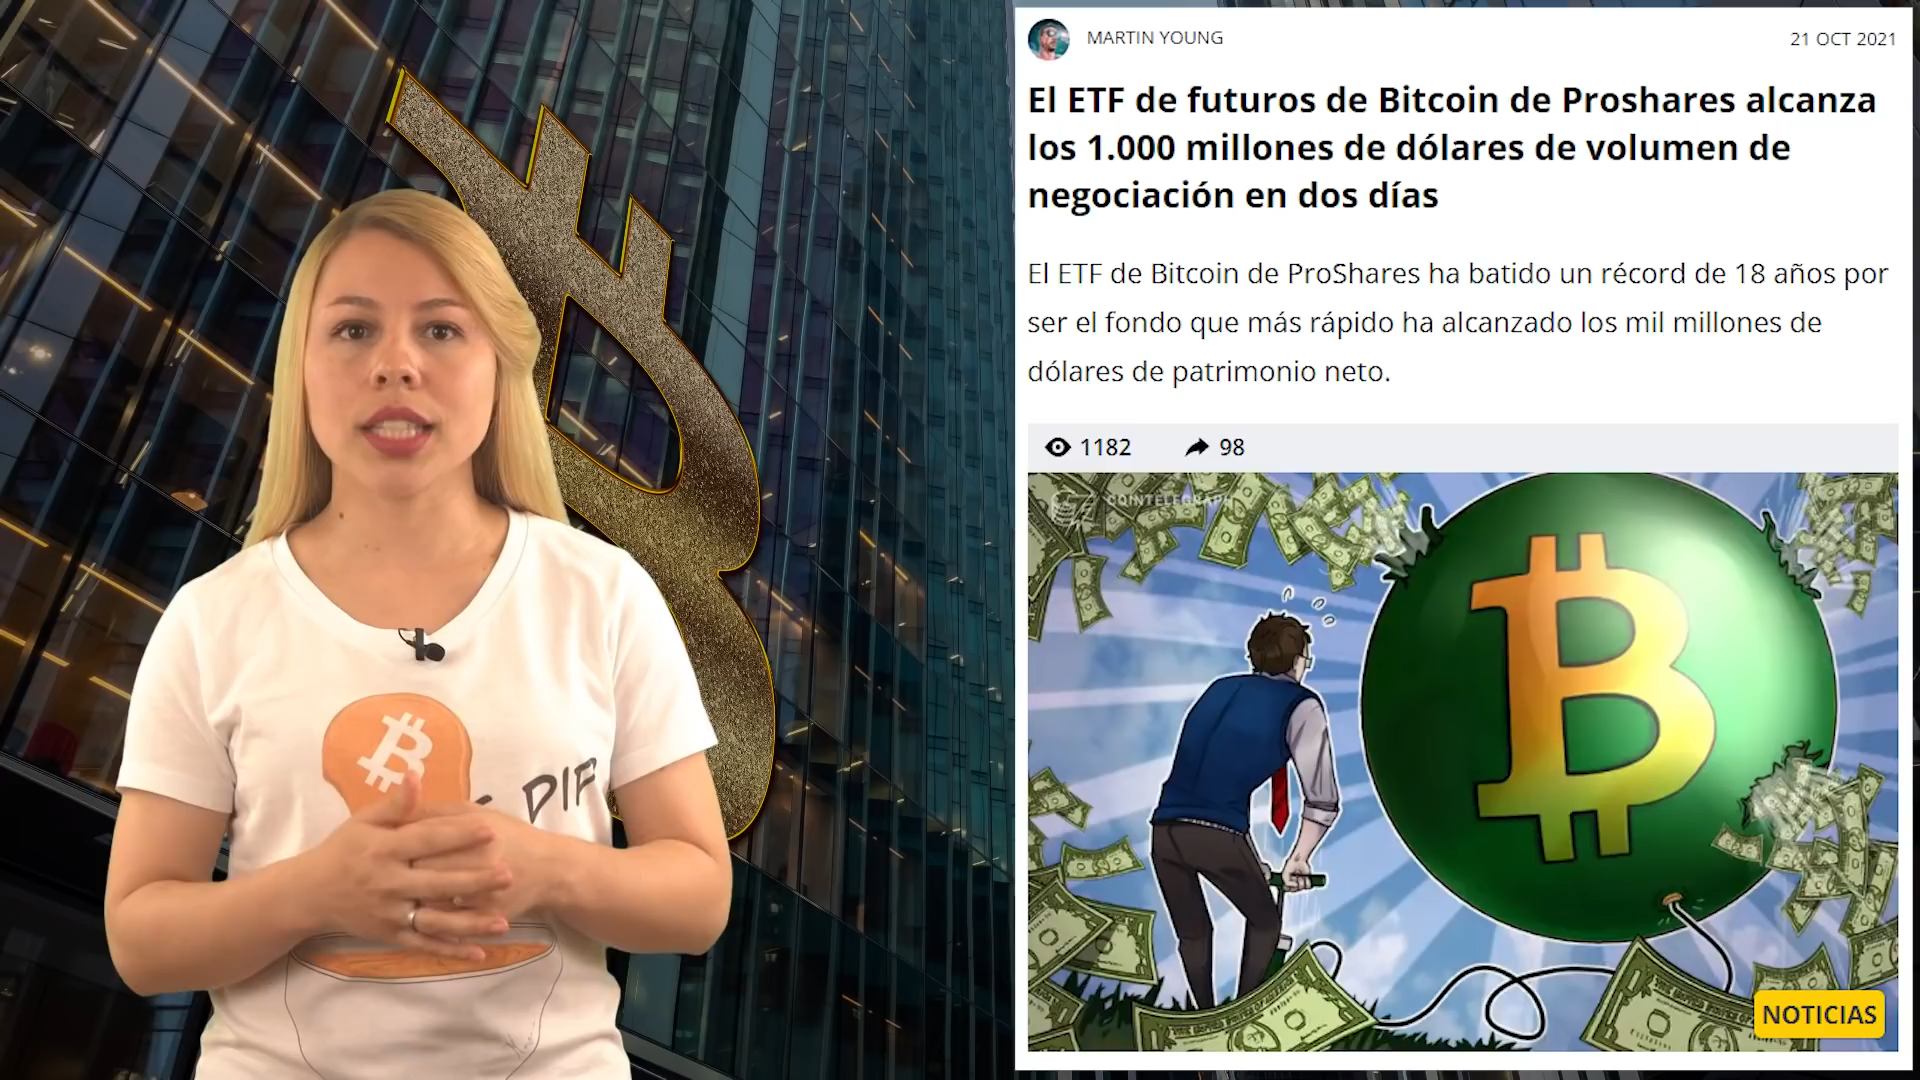 MARTIN YOUNG
21 OCT 2021
El ETF de futuros de Bitcoin de Proshares alcanza
los 1.000 millones de dólares de volumen de
negociación en dos días
El ETF de Bitcoin de ProShares ha batido un récord de 18 años por
ser el fondo que más rápido ha alcanzado los mil millones de
dólares de patrimonio neto.
1182
98
COINTELEGRAPH
NOTICIAS
DIF